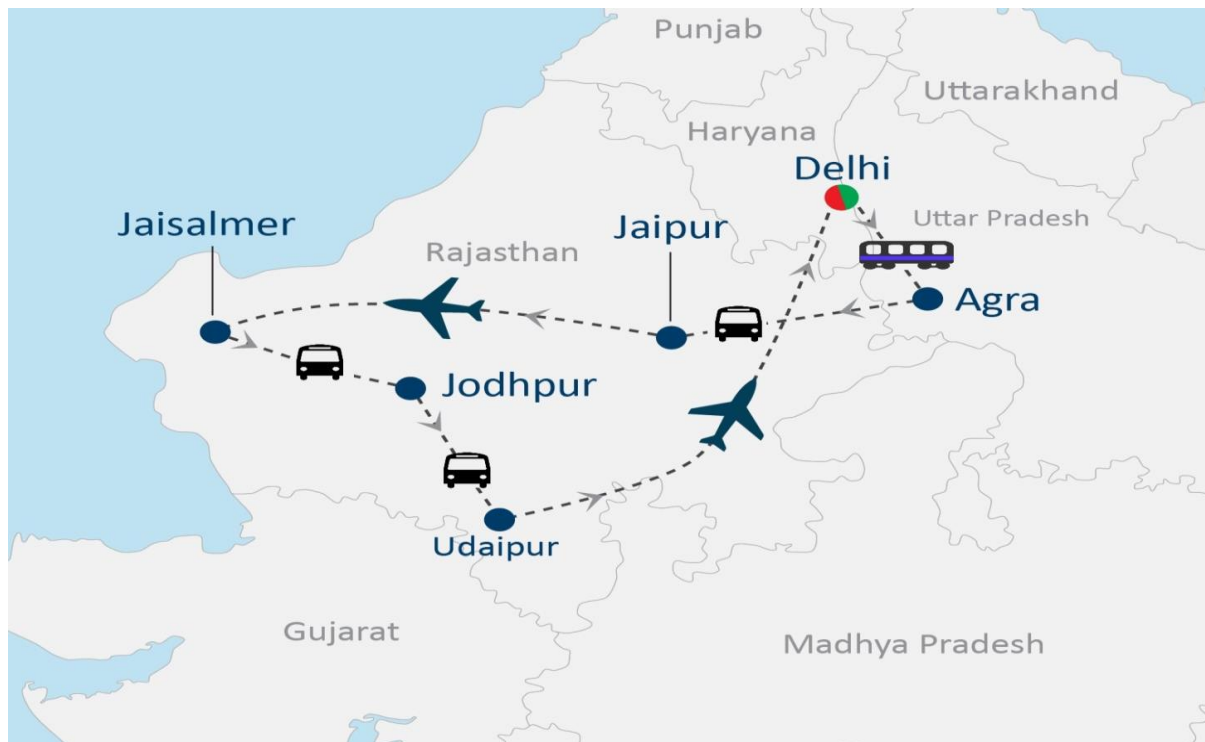 Punjab
Uttarakhand
Haryana
Delhi
Uttar Pradesh
Jaisalmer
Jaipur
Rajasthan
Agra
Jodhpur
Udaipur
Gujarat
Madhya Pradesh